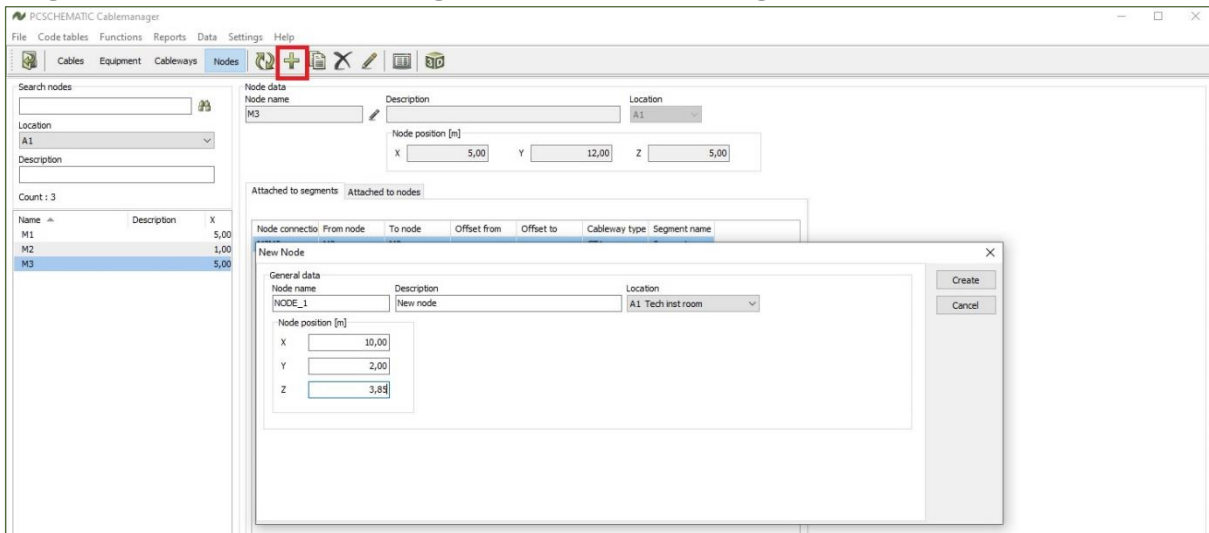 PCSCHEMATIC Cablemanager
File Code tables Functions Reports Data Settings Help
Cables Equipment Cableways Nodes 3D
Search nodes
Location
A1
Description
Count : 3
Name Description X
M1 5,00
M2 1,00
M3 5,00
Node data
Node name Description Location
M3 A1
Node position [m]
X 5,00 Y 12,00 Z 5,00
Attached to segments Attached to nodes
Node connectio From node To node Offset from Offset to Cableway type Segment name
New Node
General data
Node name Description Location
NODE_1 New node A1 Tech inst room
Node position [m]
X 10,00
Y 2,00
Z 3,85
Create
Cancel